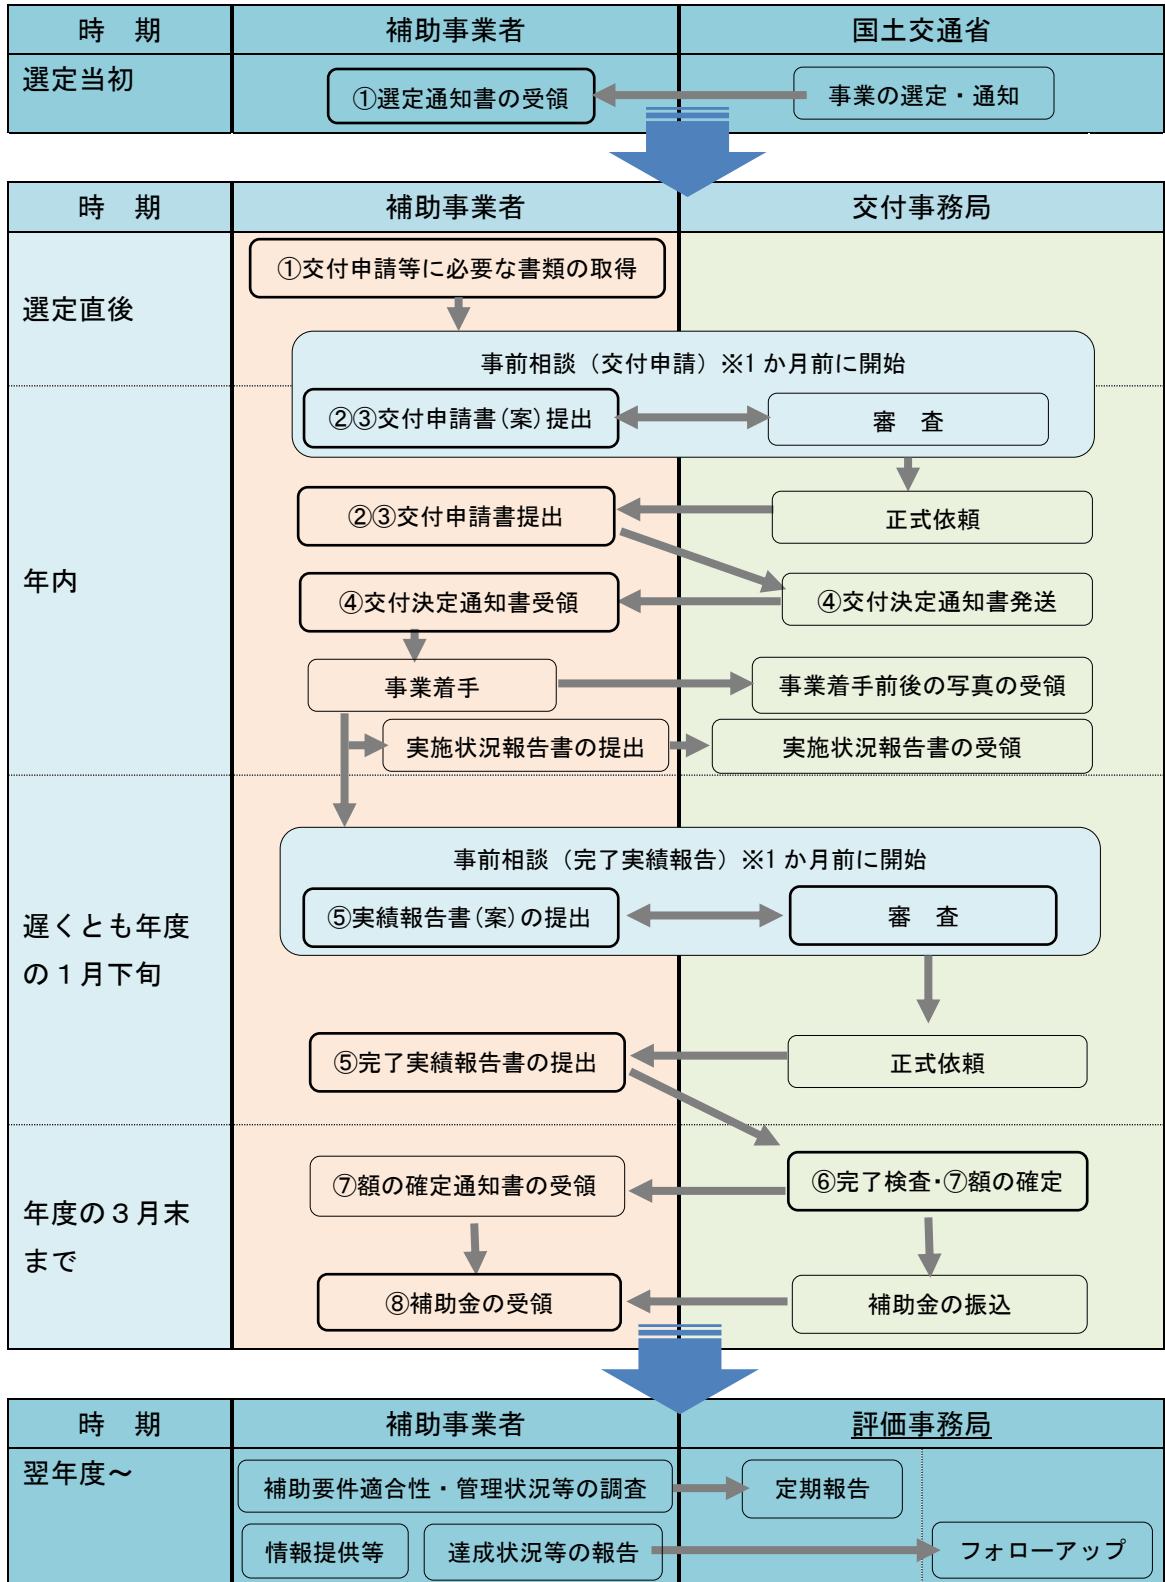 時　期
補助事業者
国土交通省
選定当初
①選定通知書の受領
事業の選定・通知
時　期
補助事業者
交付事務局
選定直後
①交付申請等に必要な書類の取得
事前相談（交付申請）※1か月前に開始
②③交付申請書(案)提出
審　査
年内
②③交付申請書提出
正式依頼
④交付決定通知書受領
④交付決定通知書発送
事業着手
事業着手前後の写真の受領
実施状況報告書の提出
実施状況報告書の受領
遅くとも年度
の１月下旬
事前相談（完了実績報告）※1か月前に開始
⑤実績報告書(案)の提出
審　査
⑤完了実績報告書の提出
正式依頼
年度の３月末
まで
⑦額の確定通知書の受領
⑥完了検査・⑦額の確定
⑧補助金の受領
補助金の振込
時　期
補助事業者
評価事務局
翌年度～
補助要件適合性・管理状況等の調査
定期報告
情報提供等
達成状況等の報告
フォローアップ